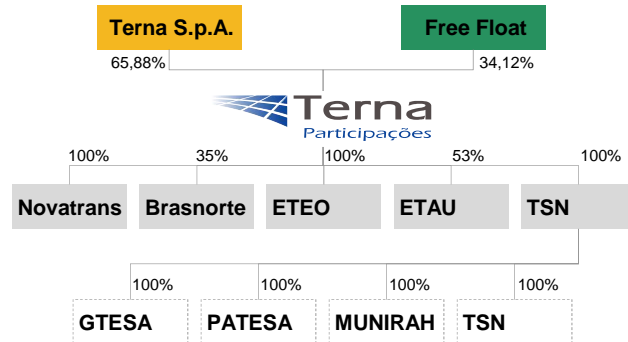 Terna S.p.A. Free Float
65,88% 34,12%
Terna
Participações
100% 35% 100% 53% 100%
Novatrans Brasnorte ETEO ETAU TSN
100% 100% 100% 100%
GTESA PATESA MUNIRAH TSN